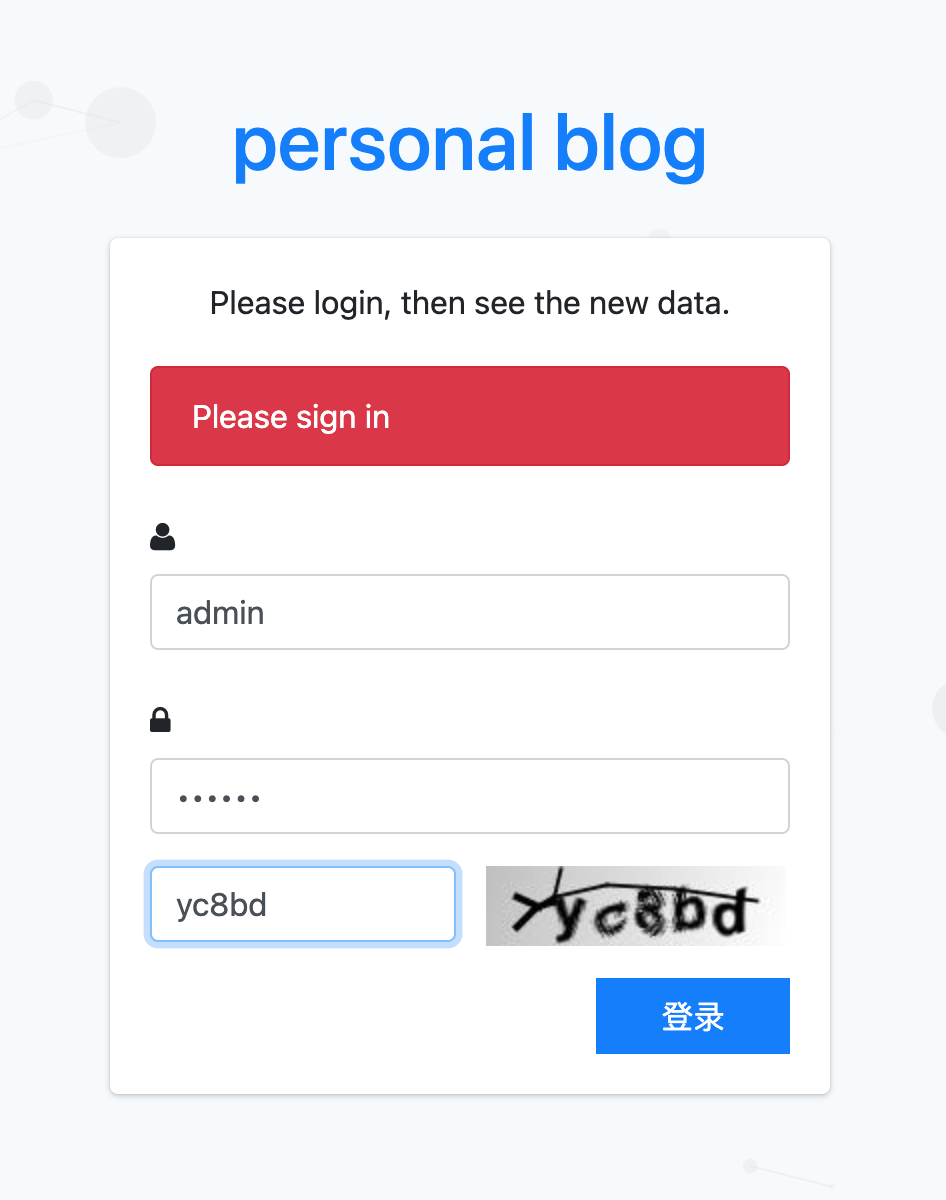 personal blog
Please login, then see the new data.
Please sign in
admin
••••••
yc8bd
yc8bd
登录